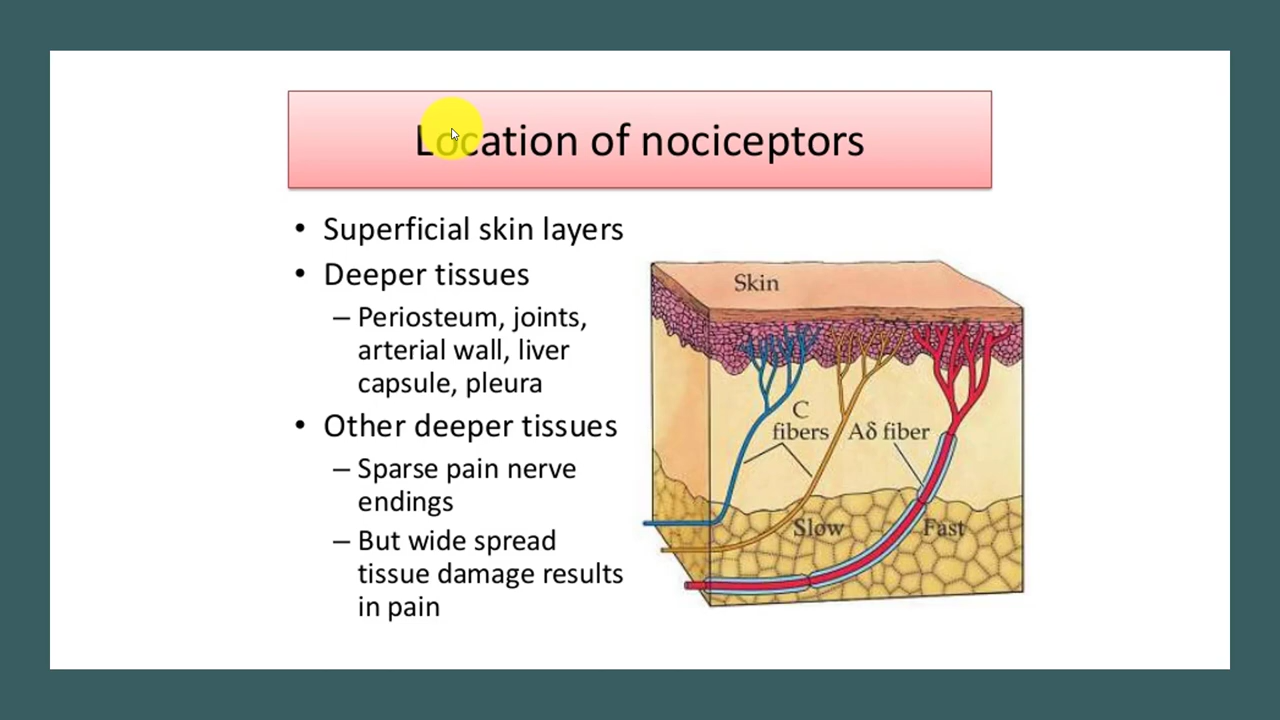 Location of nociceptors
• Superficial skin layers
• Deeper tissues
– Periosteum, joints,
arterial wall, liver
capsule, pleura
• Other deeper tissues
– Sparse pain nerve
endings
– But wide spread
tissue damage results
in pain
Skin
C
fibers
Aδ fiber
Slow
Fast